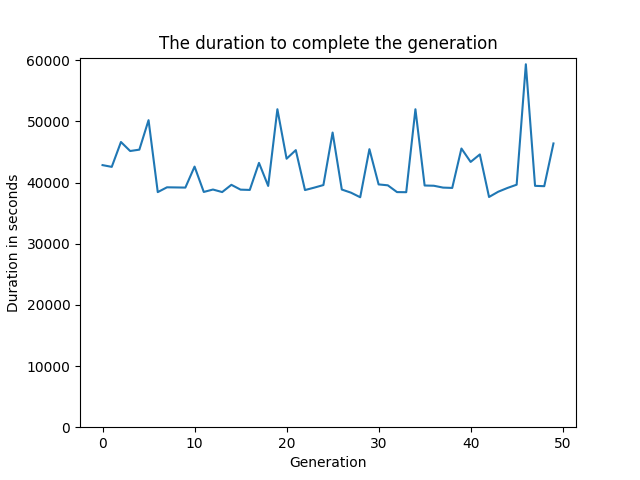 The duration to complete the generation
60000
50000
40000
30000
20000
10000
0
Duration in seconds
0 10 20 30 40 50
Generation